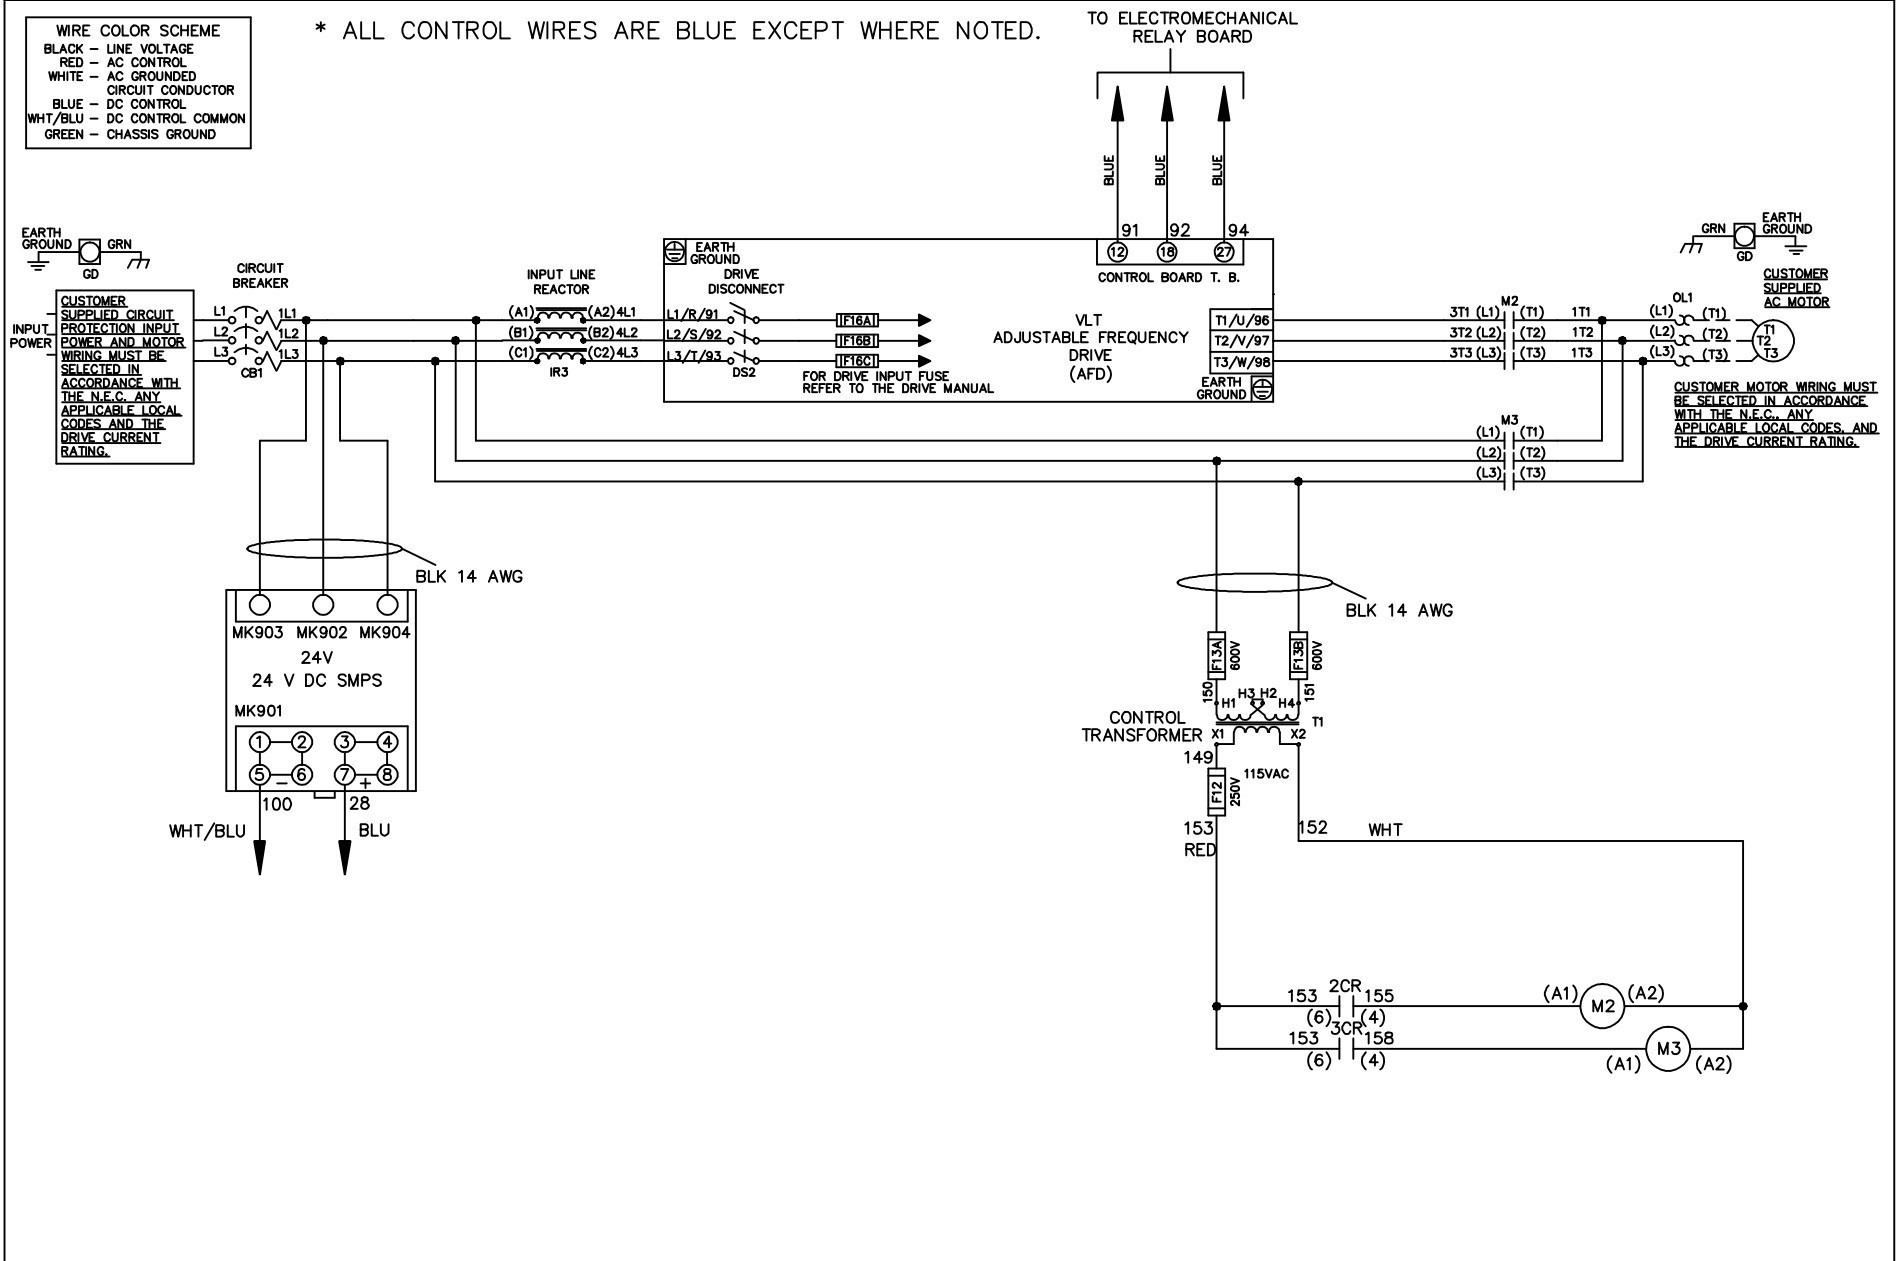 WIRE COLOR SCHEME
BLACK – LINE VOLTAGE
RED – AC CONTROL
WHITE – AC GROUNDED
CIRCUIT CONDUCTOR
BLUE – DC CONTROL
WHT/BLU – DC CONTROL COMMON
GREEN – CHASSIS GROUND
* ALL CONTROL WIRES ARE BLUE EXCEPT WHERE NOTED.
TO ELECTROMECHANICAL
RELAY BOARD
BLUE
BLUE
BLUE
91 92 94
12 18 27
CONTROL BOARD T. B.
EARTH
GROUND
GRN
GD
CIRCUIT
BREAKER
CUSTOMER
SUPPLIED CIRCUIT
PROTECTION INPUT
POWER AND MOTOR
WIRING MUST BE
SELECTED IN
ACCORDANCE WITH
THE N.E.C. ANY
APPLICABLE LOCAL
CODES AND THE
DRIVE CURRENT
RATING.
INPUT
POWER
L1 1L1
L2 1L2
L3 1L3
CB1
INPUT LINE
REACTOR
(A1) (A2) 4L1
(B1) (B2) 4L2
(C1) (C2) 4L3
IR3
EARTH
GROUND
DRIVE
DISCONNECT
L1/R/91
L2/S/92
L3/T/93
DS2
F16A
F16B
F16C
FOR DRIVE INPUT FUSE
REFER TO THE DRIVE MANUAL
VLT
ADJUSTABLE FREQUENCY
DRIVE
(AFD)
T1/U/96
T2/V/97
T3/W/98
EARTH
GROUND
M2
3T1 (L1) (T1) 1T1
3T2 (L2) (T2) 1T2
3T3 (L3) (T3) 1T3
M3
(L1) (T1)
(L2) (T2)
(L3) (T3)
OL1
(L1) (T1)
(L2) (T2)
(L3) (T3)
T1
T2
T3
GRN
GD
EARTH
GROUND
CUSTOMER
SUPPLIED
AC MOTOR
CUSTOMER MOTOR WIRING MUST
BE SELECTED IN ACCORDANCE
WITH THE N.E.C., ANY
APPLICABLE LOCAL CODES, AND
THE DRIVE CURRENT RATING.
BLK 14 AWG
MK903 MK902 MK904
24V
24 V DC SMPS
MK901
1 2 3 4
5 – 6 7 + 8
100 28
WHT/BLU BLU
BLK 14 AWG
F13A
600V
F13B
600V
150
151
H1 H3 H2 H4
T1
CONTROL
TRANSFORMER
X1 X2
149
115VAC
F12
250V
153
RED
152 WHT
2CR
153 155
(6) (4)
(A1) M2 (A2)
3CR
153 158
(6) (4)
(A1) M3 (A2)